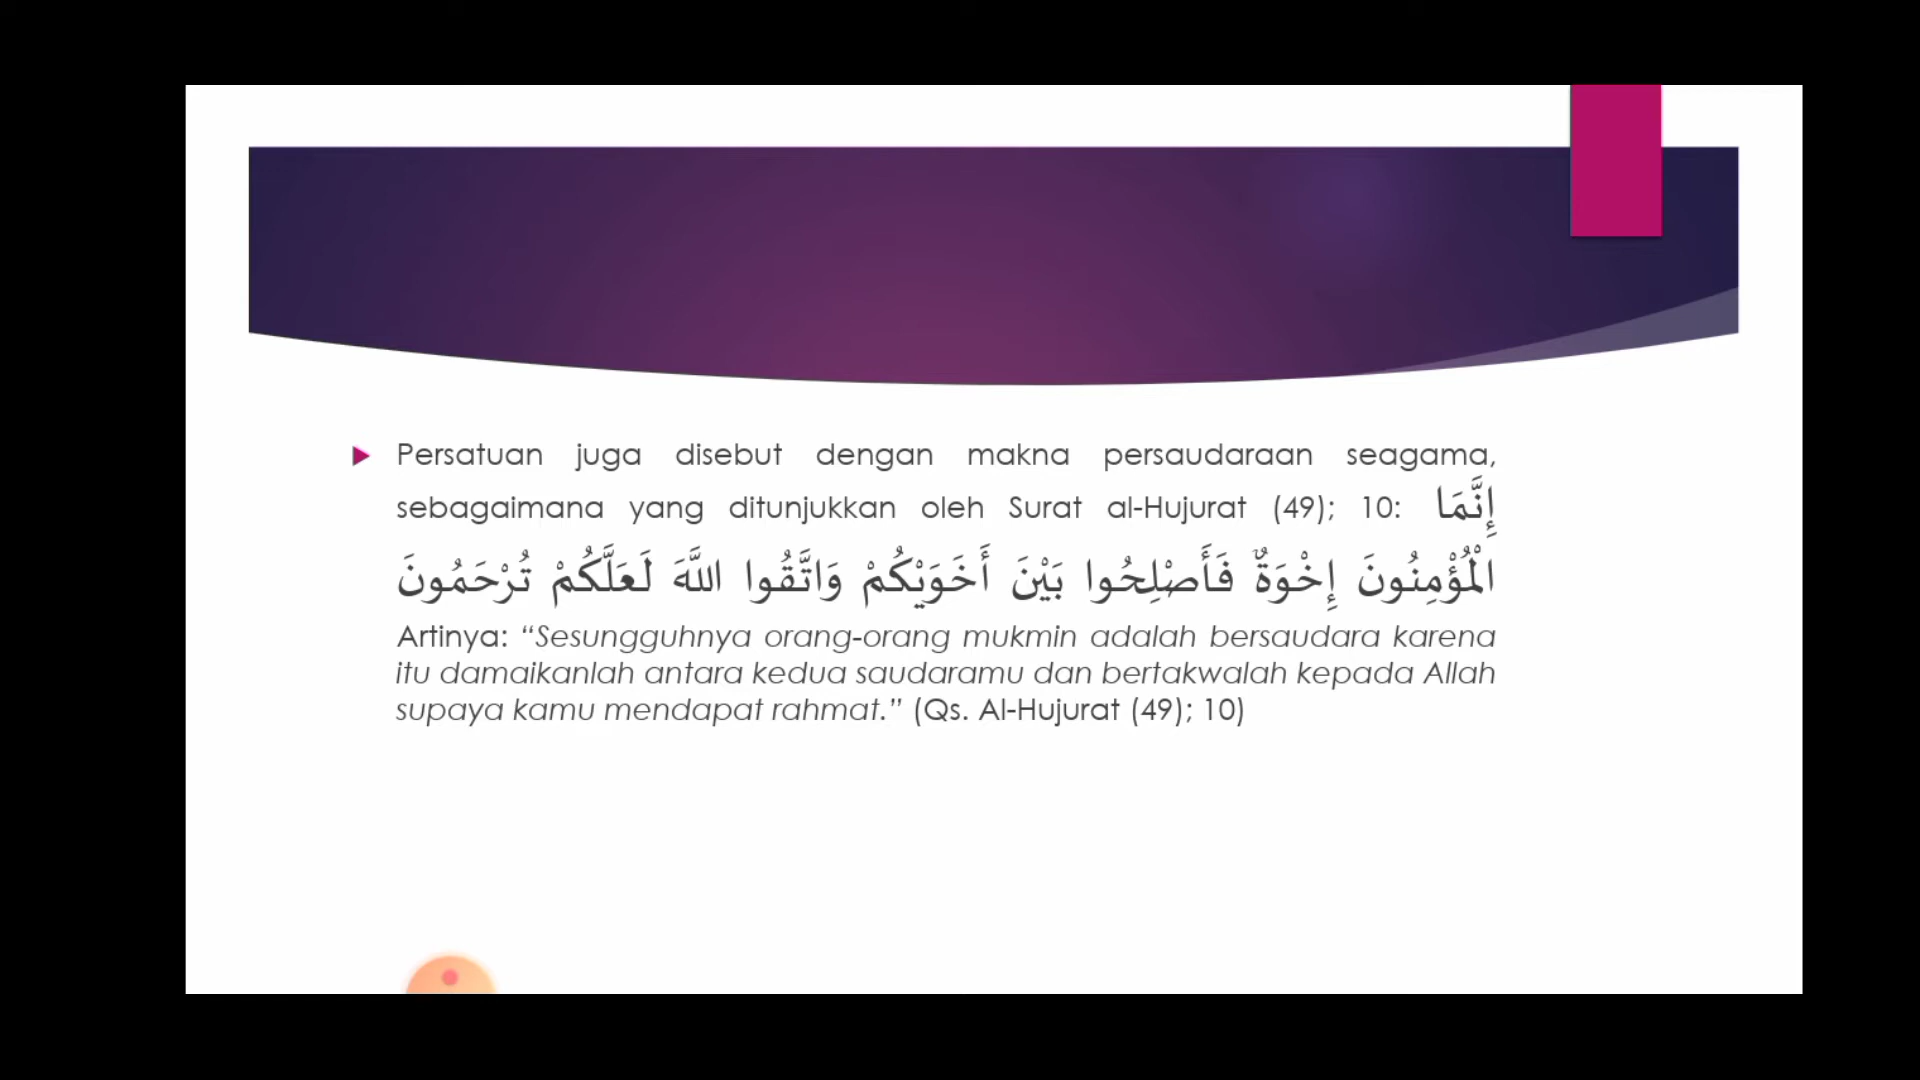 Persatuan juga disebut dengan makna persaudaraan seagama,
sebagaimana yang ditunjukkan oleh Surat al-Hujurat (49); 10: إِنَّمَا
الْمُؤْمِنُونَ إِخْوَةٌ فَأَصْلِحُوا بَيْنَ أَخَوَيْكُمْ وَاتَّقُوا اللَّهَ لَعَلَّكُمْ تُرْحَمُونَ
Artinya: “Sesungguhnya orang-orang mukmin adalah bersaudara karena
itu damaikanlah antara kedua saudaramu dan bertakwalah kepada Allah
supaya kamu mendapat rahmat.” (Qs. Al-Hujurat (49); 10)